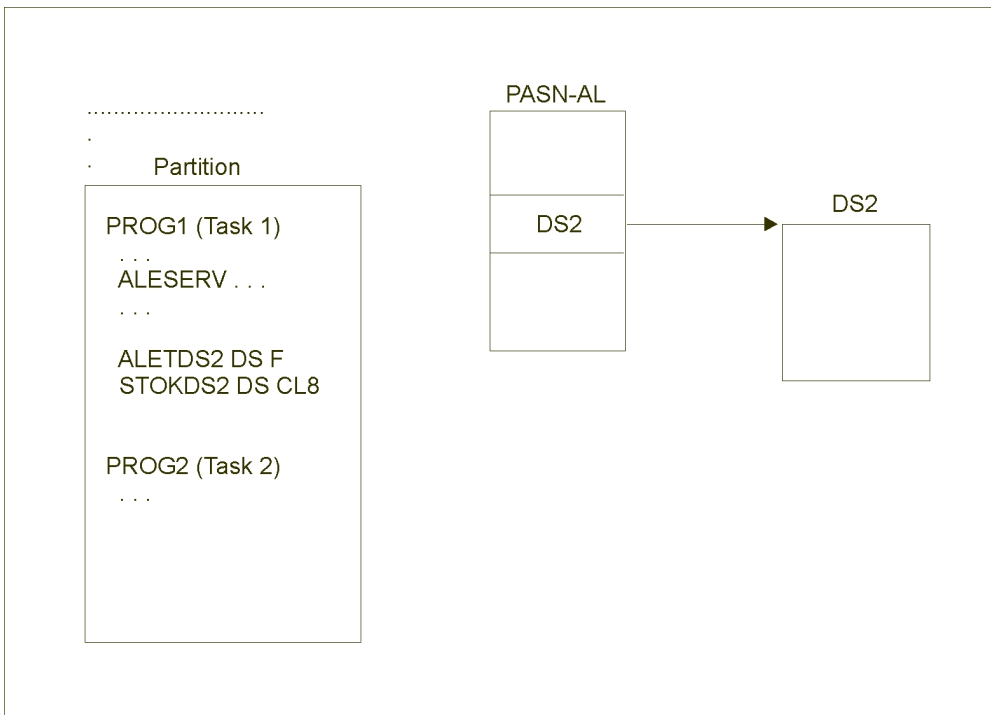 ...........................
.
.
Partition
PROG1 (Task 1)
. . .
ALESERV . . .
. . .
ALETDS2 DS F
STOKDS2 DS CL8
PROG2 (Task 2)
. . .
PASN-AL
DS2
DS2